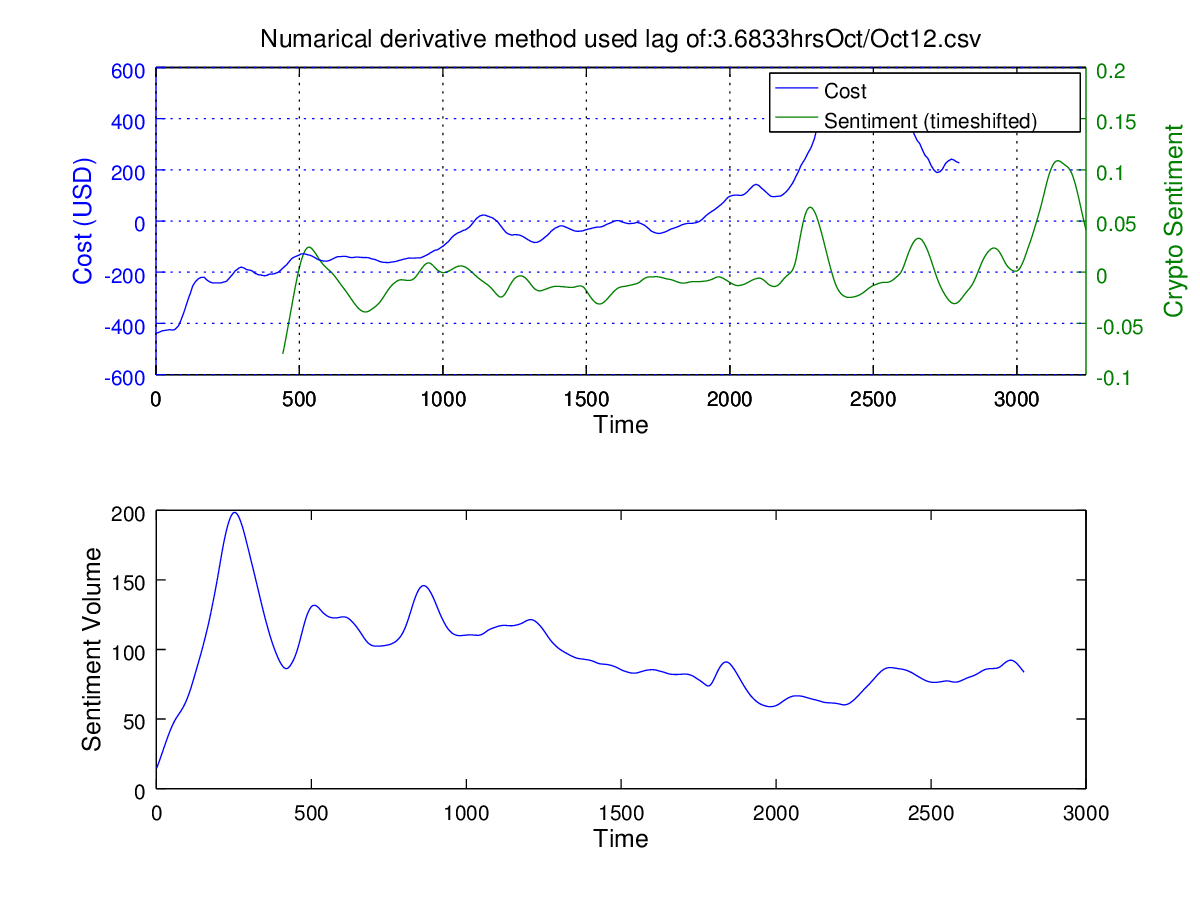 Numarical derivative method used lag of:3.6833hrsOct/Oct12.csv
600
400
200
0
-200
-400
-600
Cost (USD)
Cost
Sentiment (timeshifted)
0.2
0.15
0.1
0.05
0
-0.05
-0.1
Crypto Sentiment
0 500 1000 1500 2000 2500 3000
Time
200
150
100
50
0
Sentiment Volume
0 500 1000 1500 2000 2500 3000
Time